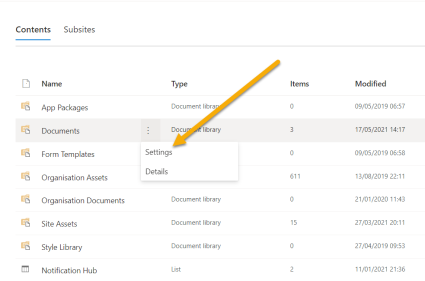 Contents Subsites
Name Type Items Modified
App Packages Document library 0 09/05/2019 06:57
Documents Document library 3 17/05/2021 14:17
Settings
Form Templates 0 09/05/2019 06:58
Details
Organisation Assets 611 13/08/2019 22:11
Organisation Documents Document library 0 21/01/2020 11:43
Site Assets Document library 15 27/03/2021 20:11
Style Library Document library 0 27/04/2019 09:53
Notification Hub List 2 11/01/2021 21:36